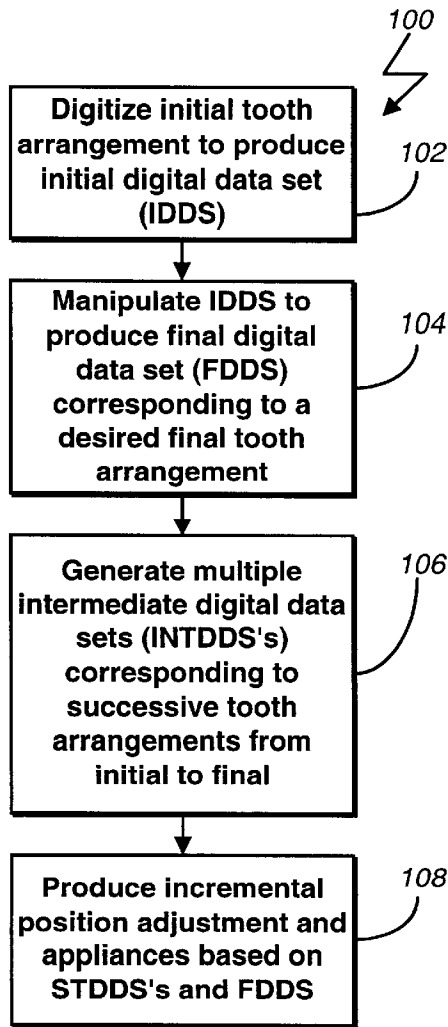 100
Digitize initial tooth
arrangement to produce
initial digital data set
(IDDS)
102
Manipulate IDDS to
produce final digital
data set (FDDS)
corresponding to a
desired final tooth
arrangement
104
Generate multiple
intermediate digital data
sets (INTDDS's)
corresponding to
successive tooth
arrangements from
initial to final
106
Produce incremental
position adjustment and
appliances based on
STDDS's and FDDS
108